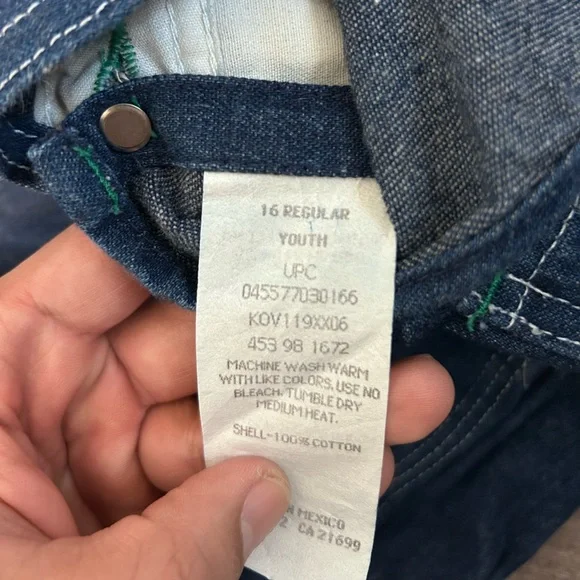 16 REGULAR
YOUTH
UPC
045577030166
KOV119XX06
453 98 1672
MACHINE WASH WARM
WITH LIKE COLORS. USE NO
BLEACH. TUMBLE DRY
MEDIUM HEAT.
SHELL-100% COTTON
MEXICO
2 CA 21699